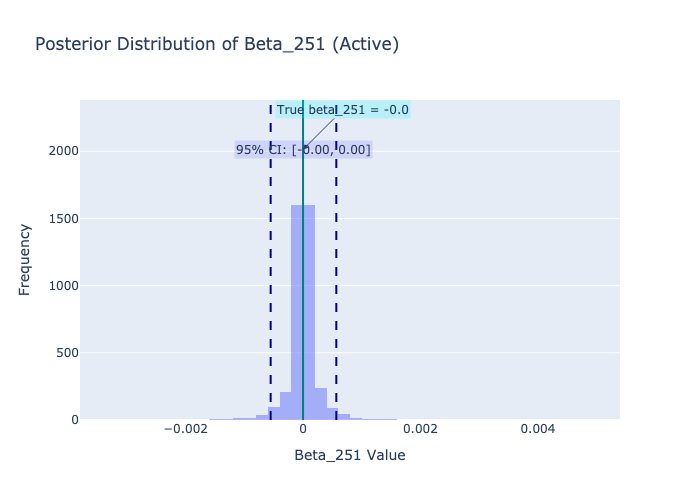 Posterior Distribution of Beta_251 (Active)
True beta_251 = -0.0
95% CI: [-0.00, 0.00]
2000
1500
1000
500
0
Frequency
−0.002
0
0.002
0.004
Beta_251 Value